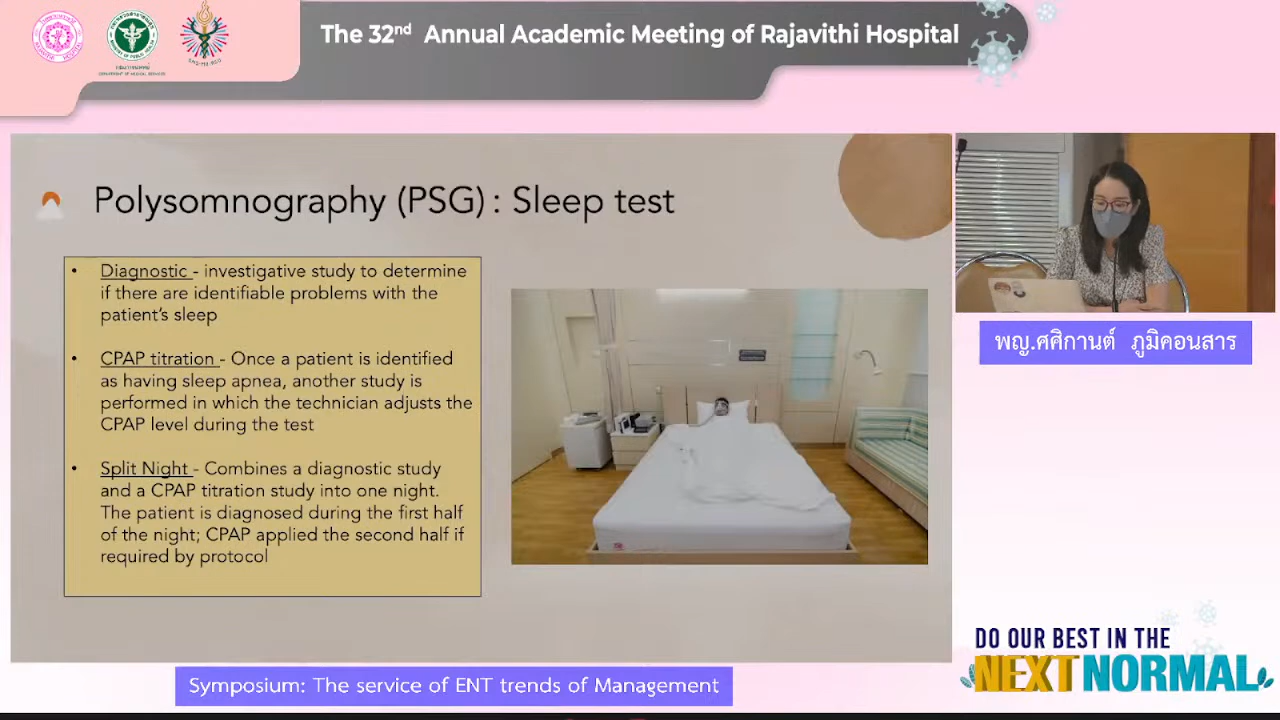 The 32nd Annual Academic Meeting of Rajavithi Hospital
Polysomnography (PSG) : Sleep test
• Diagnostic - investigative study to determine
if there are identifiable problems with the
patient's sleep
• CPAP titration - Once a patient is identified
as having sleep apnea, another study is
performed in which the technician adjusts the
CPAP level during the test
• Split Night - Combines a diagnostic study
and a CPAP titration study into one night.
The patient is diagnosed during the first half
of the night; CPAP applied the second half if
required by protocol
พญ.ศศิกานต์ ภูมิคอนสาร
DO OUR BEST IN THE
NEXT NORMAL
Symposium: The service of ENT trends of Management